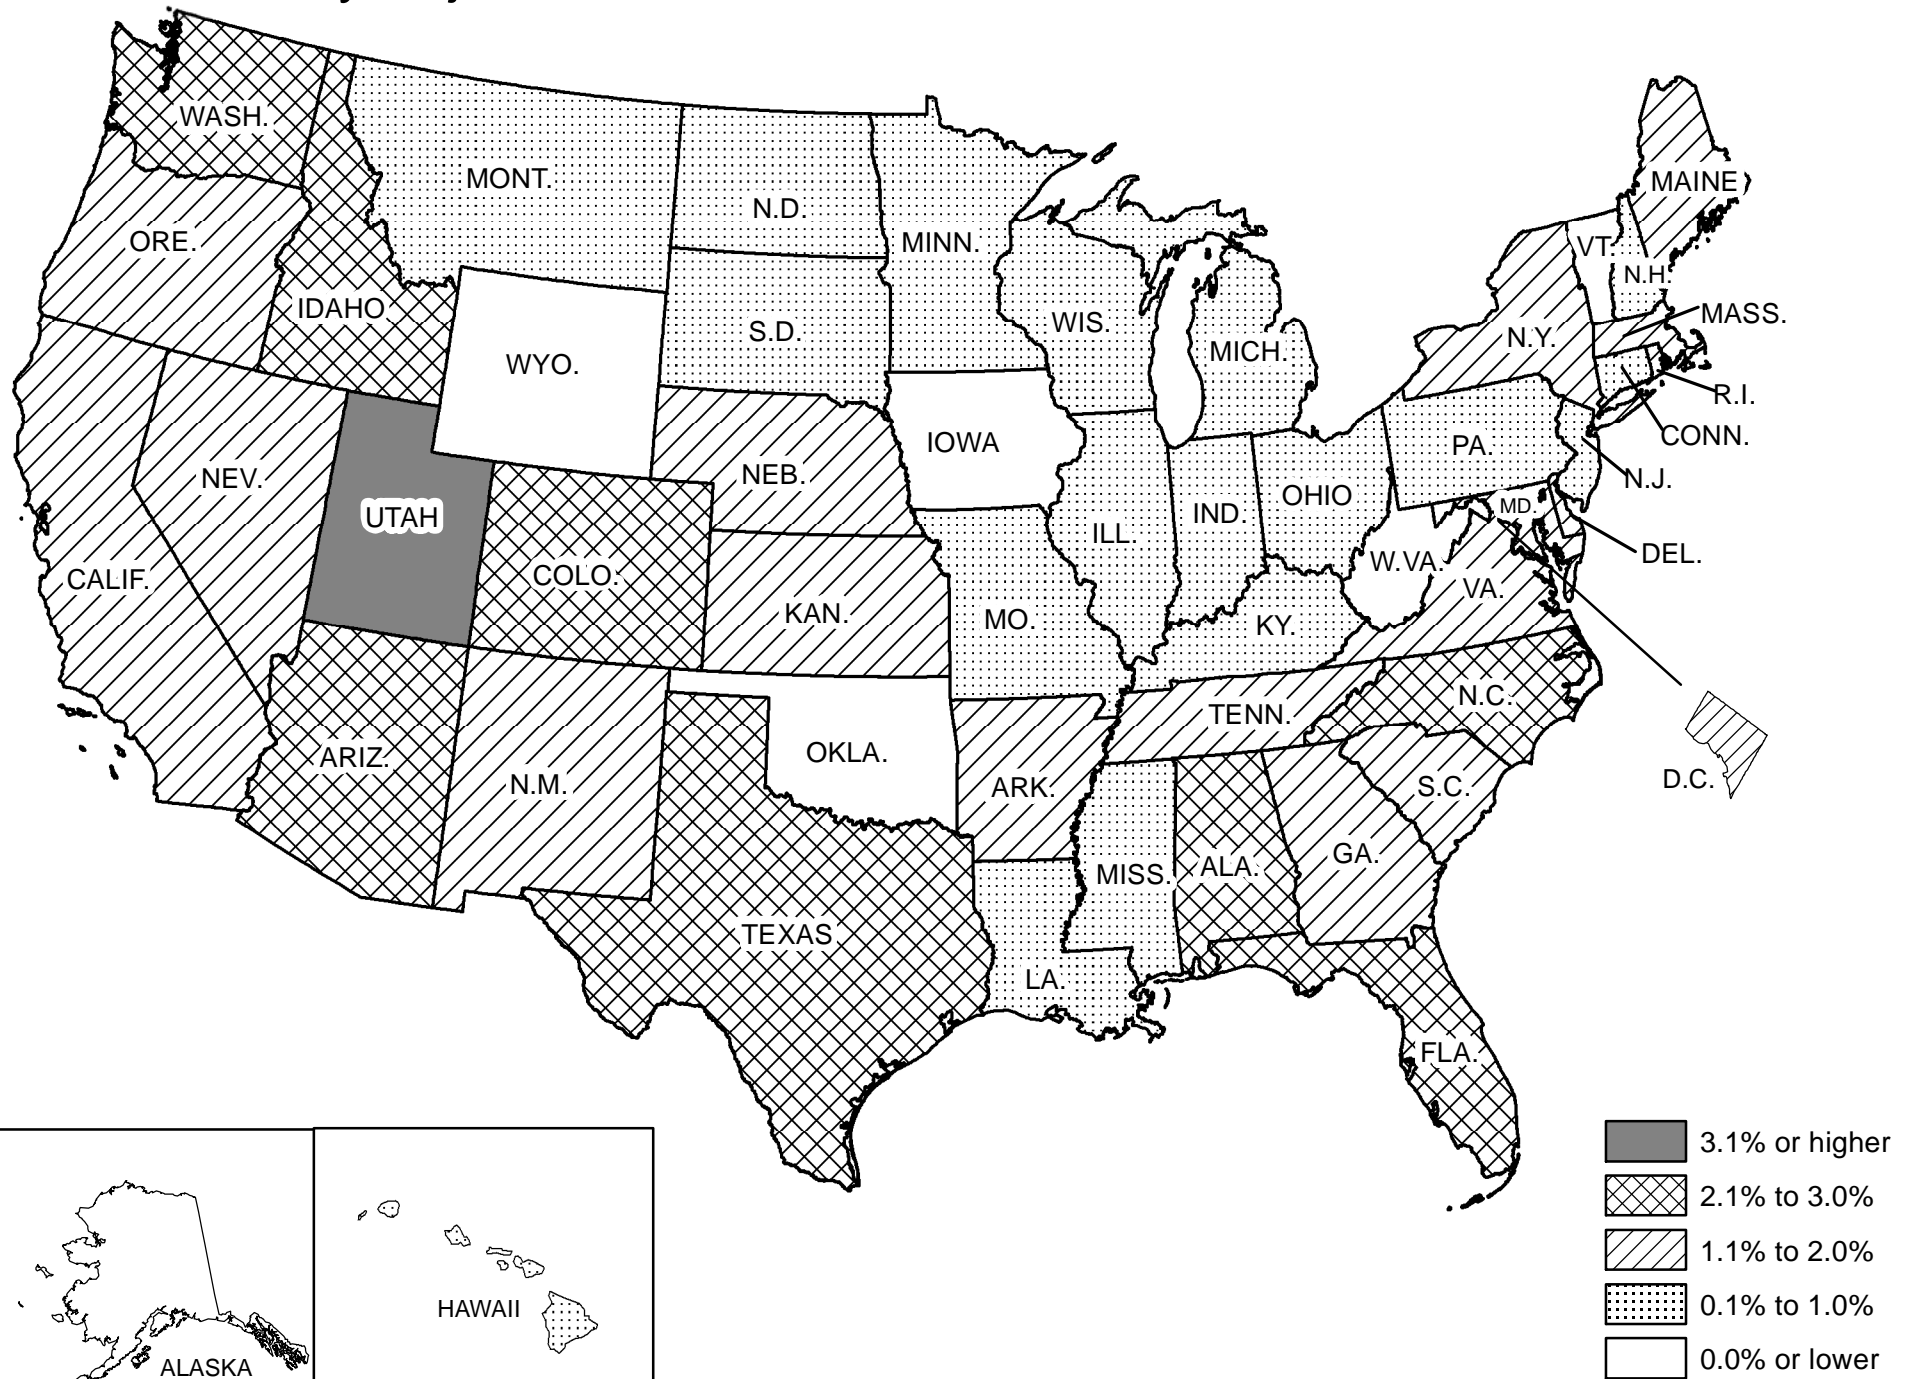 WASH.
MONT.
N.D.
MINN.
MAINE
ORE.
VT.
N.H
IDAHO
MASS.
WIS.
S.D.
N.Y.
MICH.
WYO.
R.I.
CONN.
IOWA
PA.
NEV.
NEB.
N.J.
OHIO
MD.
UTAH
IND.
ILL.
DEL.
W.VA.
CALIF.
COLO.
VA.
KAN.
MO.
KY.
N.C.
TENN.
OKLA.
ARIZ.
N.M.
ARK.
S.C.
D.C.
GA.
ALA.
MISS.
TEXAS
LA.
FLA.
HAWAII
ALASKA
3.1% or higher
2.1% to 3.0%
1.1% to 2.0%
0.1% to 1.0%
0.0% or lower